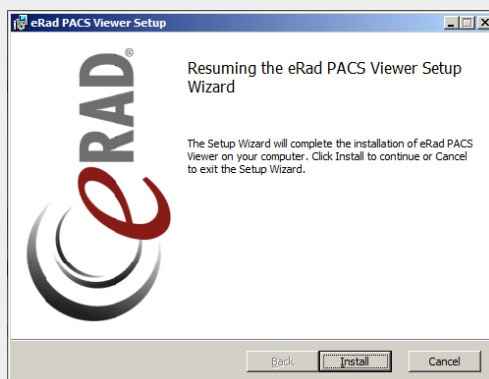 eRad PACS Viewer Setup
eRAD®
Resuming the eRad PACS Viewer Setup
Wizard
The Setup Wizard will complete the installation of eRad PACS
Viewer on your computer. Click Install to continue or Cancel
to exit the Setup Wizard.
Back
Install
Cancel